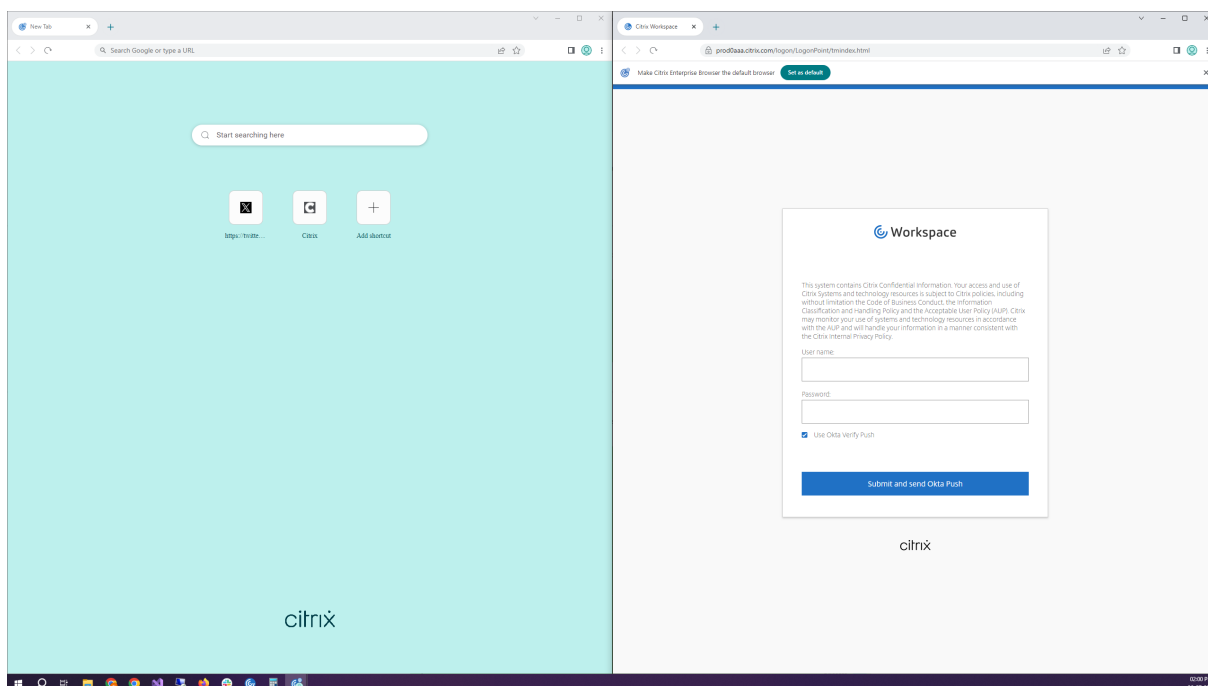 New Tab
Search Google or type a URL
Start searching here
https://twitte...
Citrix
Add shortcut
citrix
Citrix Workspace
prod0aaa.citrix.com/logon/LogonPoint/tmindex.html
Make Citrix Enterprise Browser the default browser
Set as default
Workspace
This system contains Citrix Confidential Information. Your access and use of
Citrix Systems and technology resources is subject to Citrix policies, including
without limitation the Code of Business Conduct, the Information
Classification and Handling Policy and the Acceptable User Policy (AUP). Citrix
may monitor your use of systems and technology resources in accordance
with the AUP and will handle your information in a manner consistent with
the Citrix Internal Privacy Policy.
User name
Password
Use Okta Verify Push
Submit and send Okta Push
citrix
02:00 P